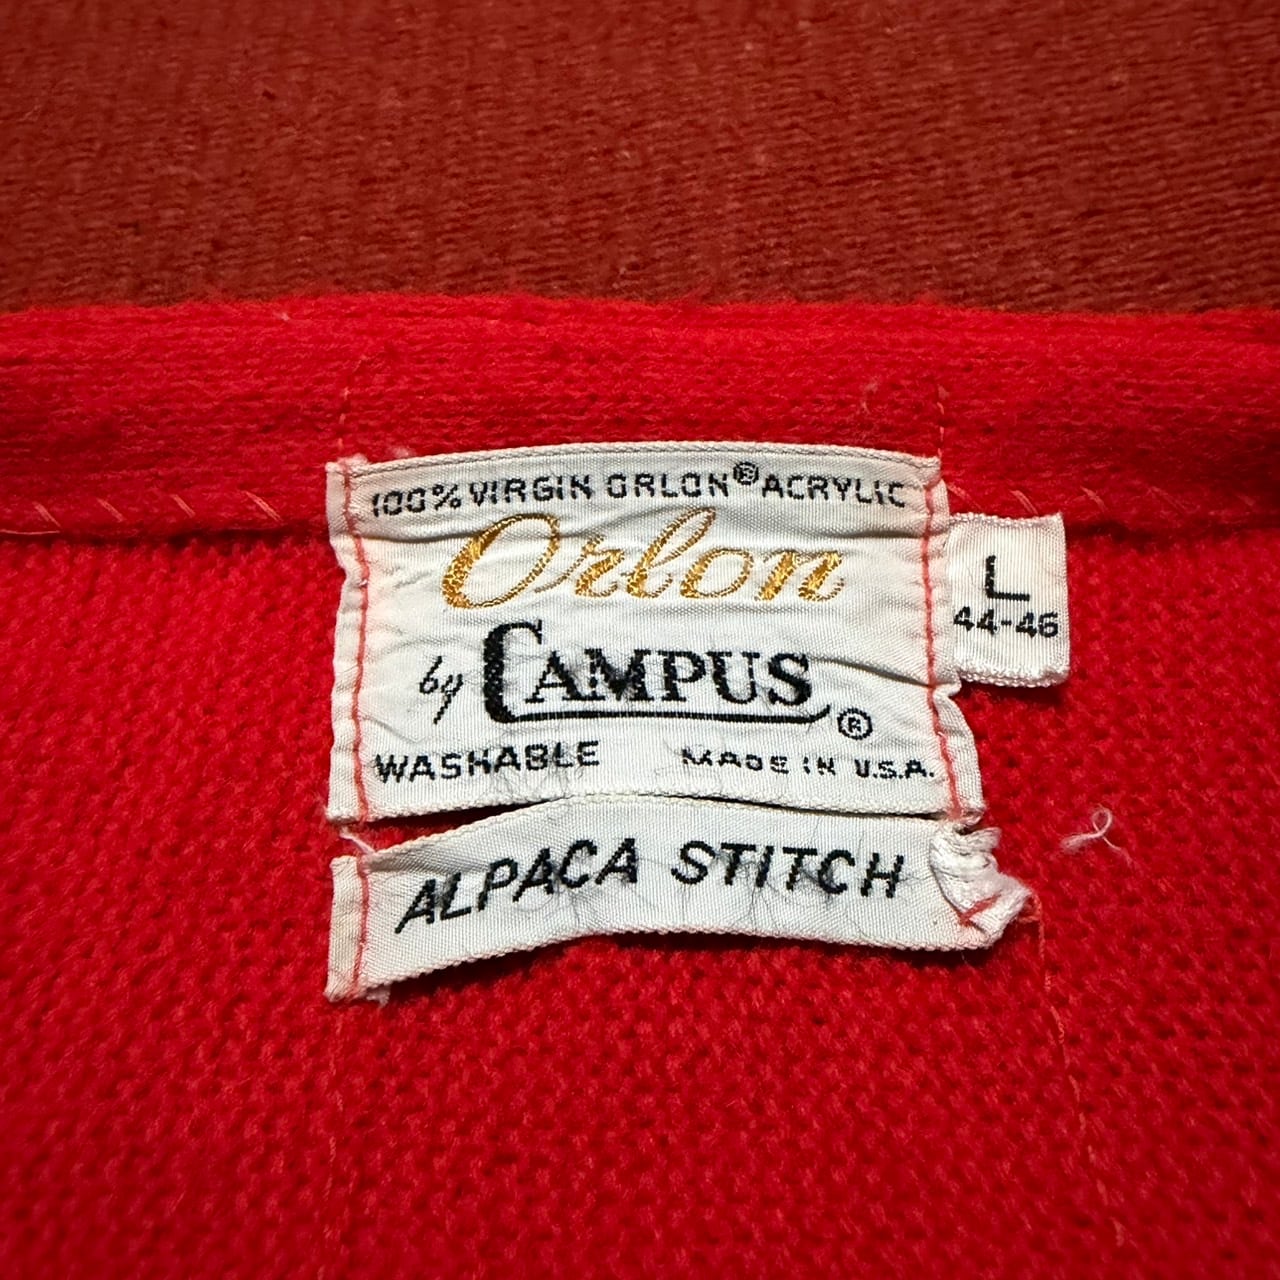 100% VIRGIN ORLON® ACRYLIC
Orlon
by CAMPUS®
WASHABLE MADE IN U.S.A.
L
44-46
ALPACA STITCH